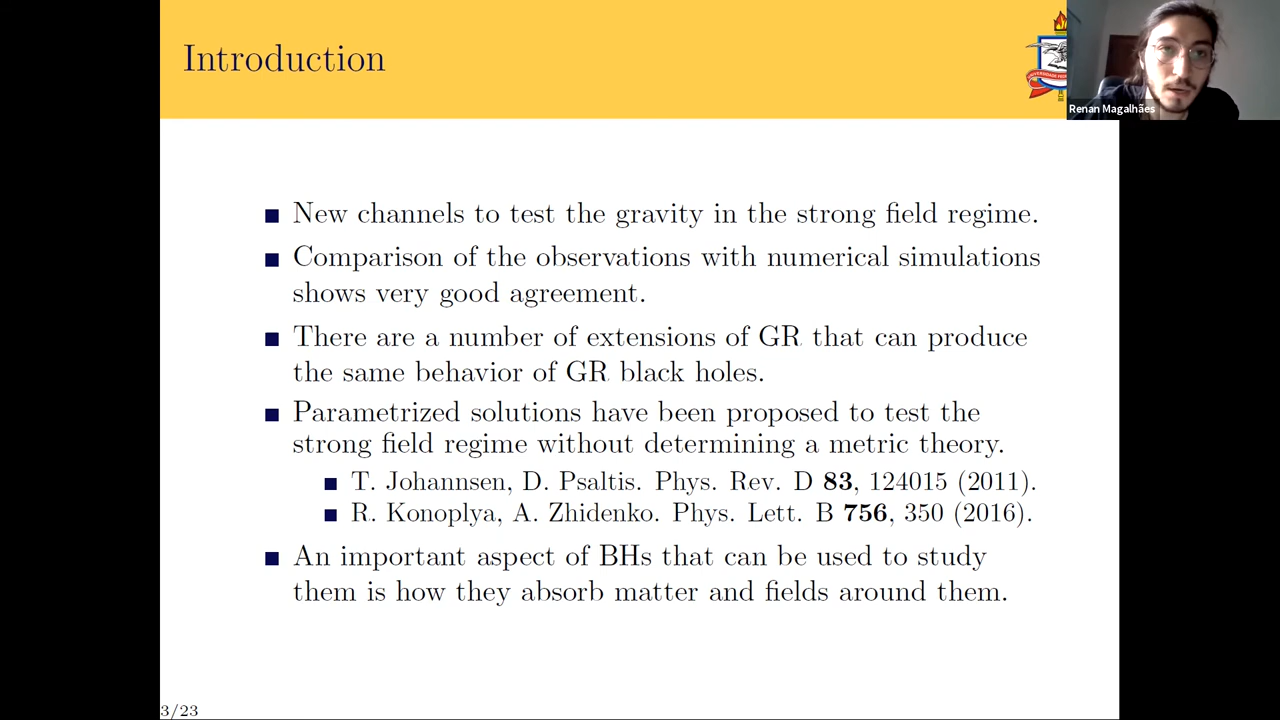 Introduction
Renan Magalhães
New channels to test the gravity in the strong field regime.
Comparison of the observations with numerical simulations
shows very good agreement.
There are a number of extensions of GR that can produce
the same behavior of GR black holes.
Parametrized solutions have been proposed to test the
strong field regime without determining a metric theory.
T. Johannsen, D. Psaltis. Phys. Rev. D 83, 124015 (2011).
R. Konoplya, A. Zhidenko. Phys. Lett. B 756, 350 (2016).
An important aspect of BHs that can be used to study
them is how they absorb matter and fields around them.
3/23